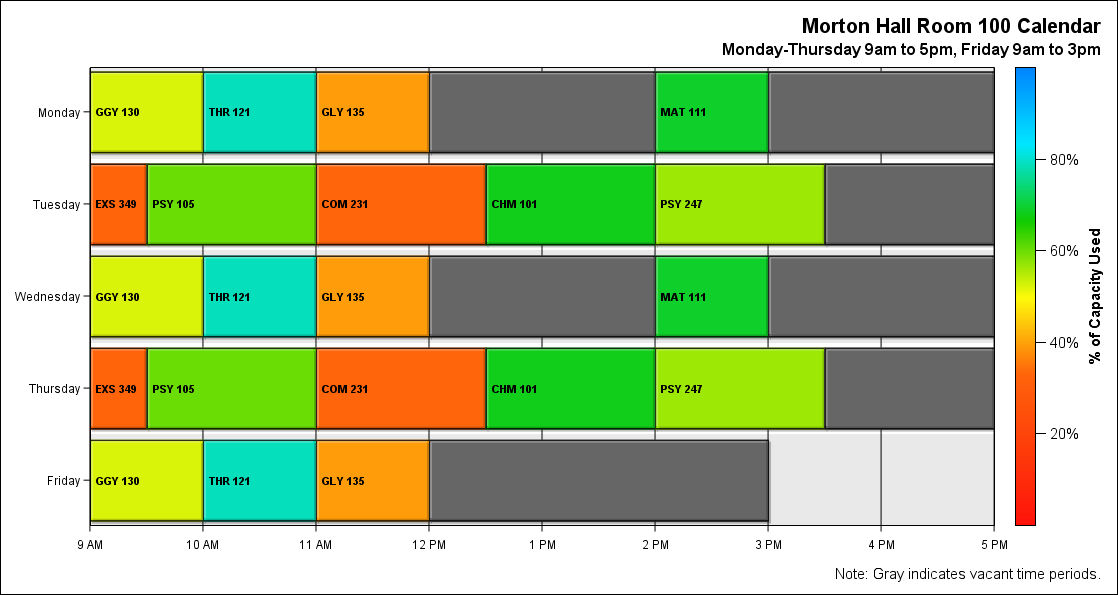 Morton Hall Room 100 Calendar
Monday-Thursday 9am to 5pm, Friday 9am to 3pm
Monday
GGY 130
THR 121
GLY 135
MAT 111
Tuesday
EXS 349
PSY 105
COM 231
CHM 101
PSY 247
Wednesday
GGY 130
THR 121
GLY 135
MAT 111
Thursday
EXS 349
PSY 105
COM 231
CHM 101
PSY 247
Friday
GGY 130
THR 121
GLY 135
9 AM
10 AM
11 AM
12 PM
1 PM
2 PM
3 PM
4 PM
5 PM
80%
60%
40%
20%
% of Capacity Used
Note: Gray indicates vacant time periods.